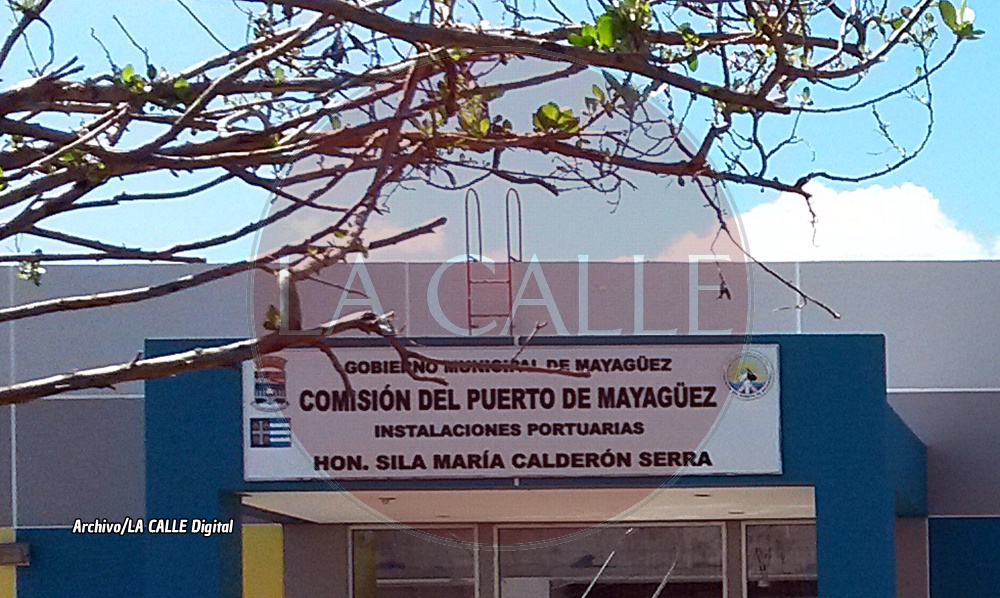 LA CALLE
GOBIERNO MUNICIPAL DE MAYAGÜEZ
COMISIÓN DEL PUERTO DE MAYAGÜEZ
INSTALACIONES PORTUARIAS
HON. SILA MARÍA CALDERÓN SERRA
Archivo/LA CALLE Digital